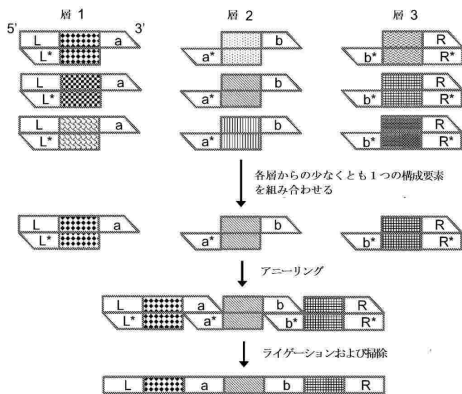 層 1 層 2 層 3
5' 3'
L a b R
L* a* b* R*
L a b R
L* a* b* R*
L a b R
L* a* b* R*
各層からの少なくとも1つの構成要素
を組み合わせる
L a b R
L* a* b* R*
アニーリング
L a b R
L* a* b* R*
ライゲーションおよび掃除
L a b R